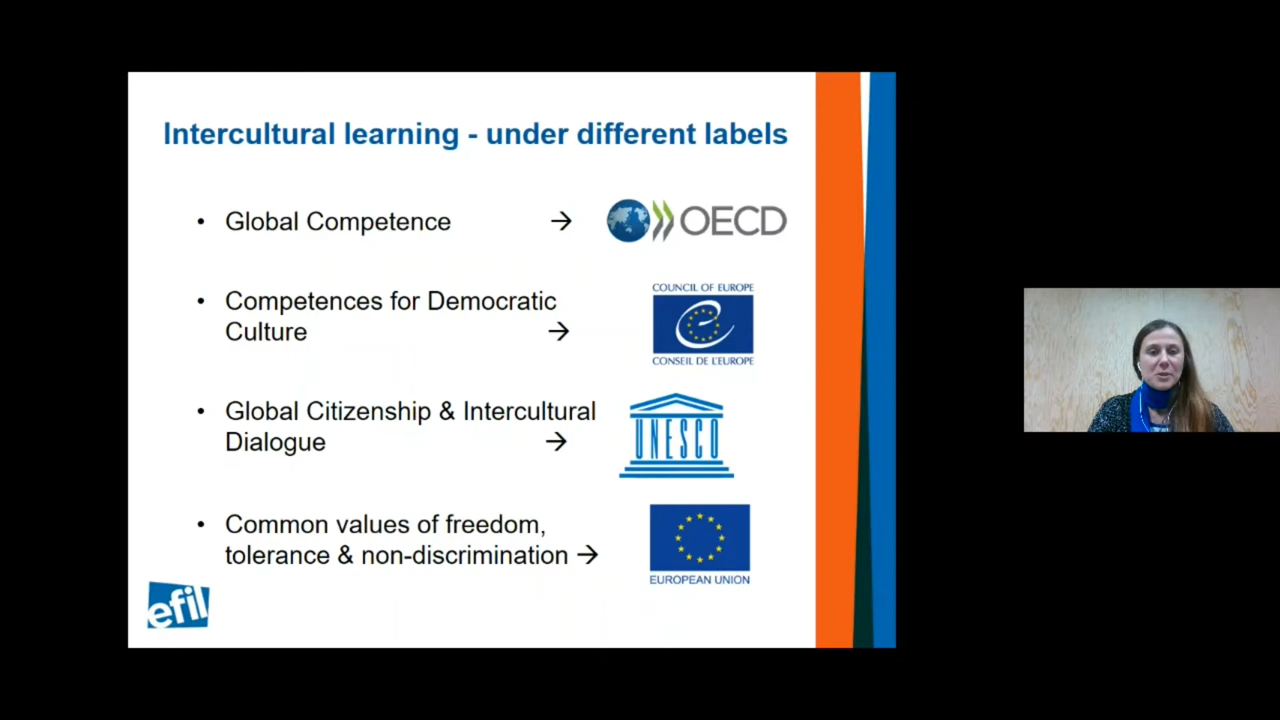 Intercultural learning - under different labels
• Global Competence →
OECD
• Competences for Democratic
Culture →
COUNCIL OF EUROPE
CONSEIL DE L'EUROPE
• Global Citizenship & Intercultural
Dialogue →
UNESCO
• Common values of freedom,
tolerance & non-discrimination →
EUROPEAN UNION
efil